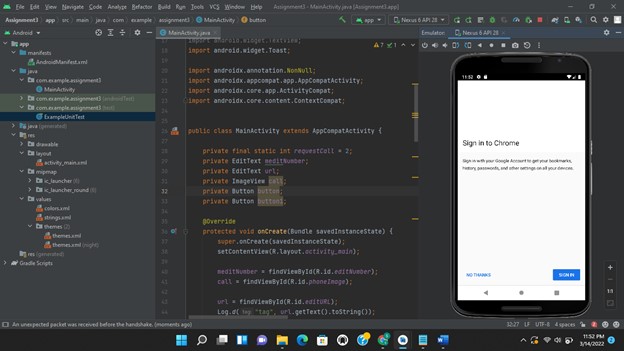 File Edit View Navigate Code Analyze Refactor Build Run Tools VCS Window Help Assignment3 - MainActivity.java [Assignment3.app]
Assignment3 app src main java com example assignment3 MainActivity button
app Nexus 6 API 28
Android
MainActivity.java
Emulator: Nexus 6 API 28
app
manifests
AndroidManifest.xml
java
com.example.assignment3
MainActivity
com.example.assignment3 (androidTest)
com.example.assignment3 (test)
ExampleUnitTest
java (generated)
res
drawable
layout
activity_main.xml
mipmap
ic_launcher (6)
ic_launcher_round (6)
values
colors.xml
strings.xml
themes (2)
themes.xml
themes.xml (night)
res (generated)
Gradle Scripts
import android.widget.TextView;
import android.widget.Toast;
import androidx.annotation.NonNull;
import androidx.appcompat.app.AppCompatActivity;
import androidx.core.app.ActivityCompat;
import androidx.core.content.ContextCompat;
public class MainActivity extends AppCompatActivity {
private final static int requestCall = 2;
private EditText meditNumber;
private EditText url;
private ImageView call;
32 private Button button;
private Button button1;
@Override
protected void onCreate(Bundle savedInstanceState) {
super.onCreate(savedInstanceState);
setContentView(R.layout.activity_main);
meditNumber = findViewById(R.id.editNumber);
call = findViewById(R.id.phoneImage);
url = findViewById(R.id.editURL);
Log.d( tag: "tag", url.getText().toString());
7 1
11:52
Sign in to Chrome
Sign in with your Google Account to get your bookmarks,
history, passwords, and other settings on all your devices.
NO THANKS SIGN IN
1:1
An unexpected packet was received before the handshake. (moments ago)
32:27 LF UTF-8 4 spaces
11:52 PM
3/14/2022